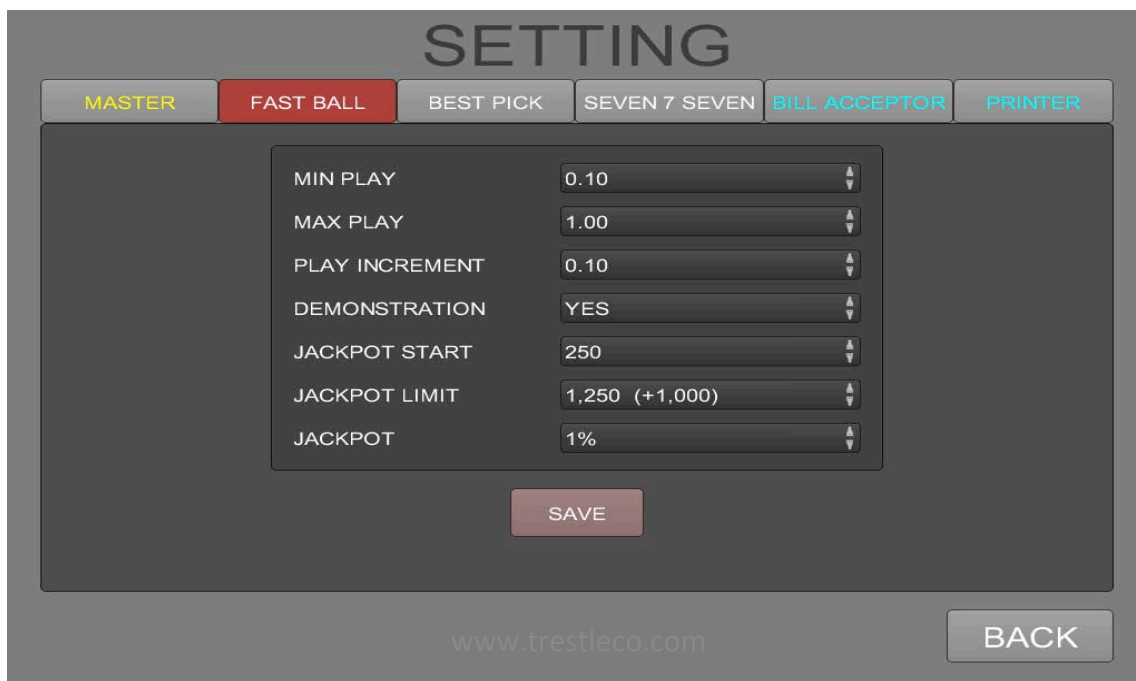 SETTING
MASTER FAST BALL BEST PICK SEVEN 7 SEVEN BILL ACCEPTOR PRINTER
MIN PLAY 0.10
MAX PLAY 1.00
PLAY INCREMENT 0.10
DEMONSTRATION YES
JACKPOT START 250
JACKPOT LIMIT 1,250 (+1,000)
JACKPOT 1%
SAVE
www.trestleco.com
BACK